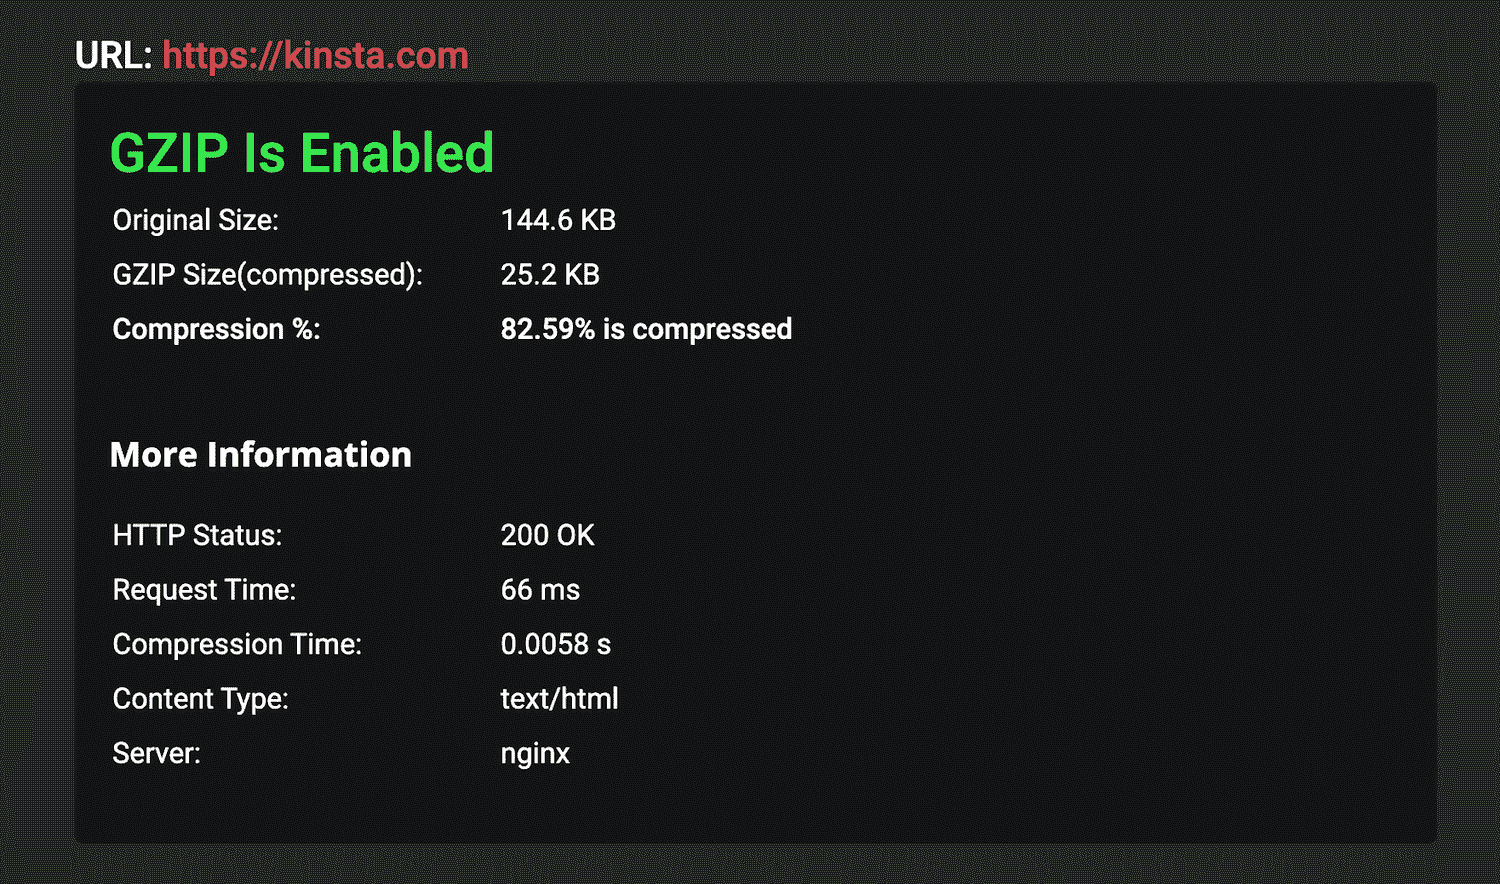 URL: https://kinsta.com
GZIP Is Enabled
Original Size: 144.6 KB
GZIP Size(compressed): 25.2 KB
Compression %: 82.59% is compressed
More Information
HTTP Status: 200 OK
Request Time: 66 ms
Compression Time: 0.0058 s
Content Type: text/html
Server: nginx